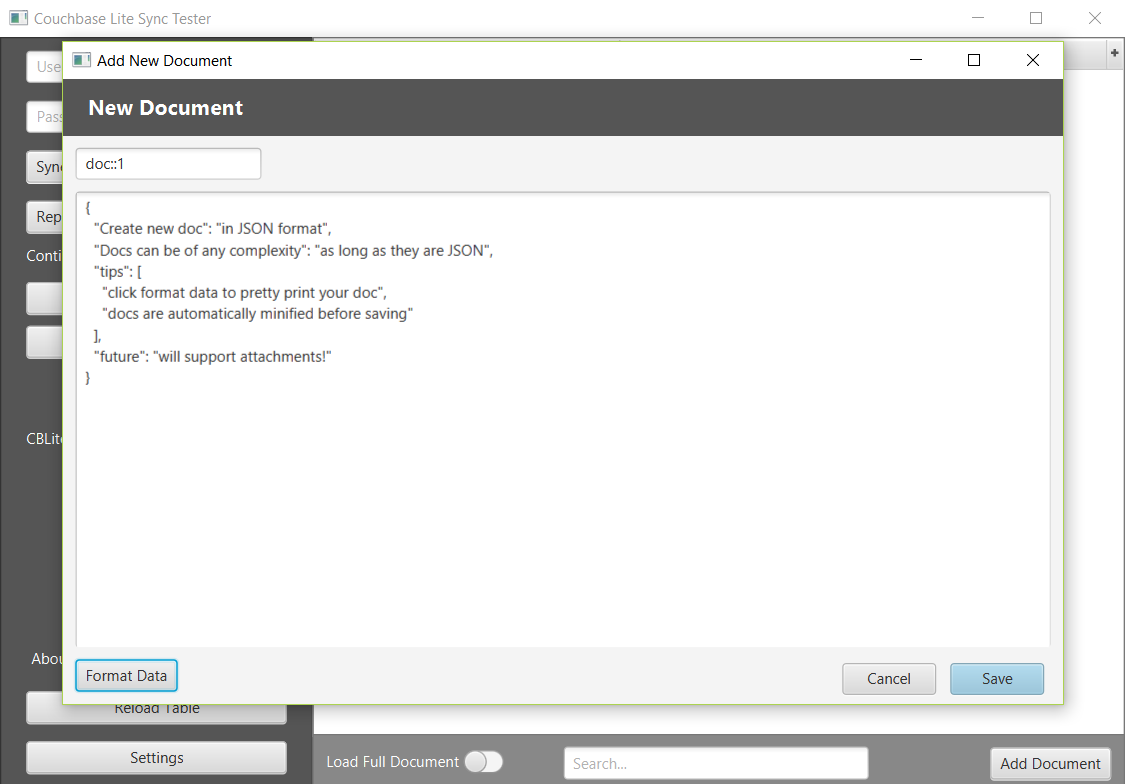 Couchbase Lite Sync Tester
Add New Document
New Document
doc::1
{
"Create new doc": "in JSON format",
"Docs can be of any complexity": "as long as they are JSON",
"tips": [
"click format data to pretty print your doc",
"docs are automatically minified before saving"
],
"future": "will support attachments!"
}
Format Data
Cancel
Save
Use
Pass
Sync
Rep
Conti
CBLite
Abou
Reload Table
Settings
Load Full Document
Search...
Add Document
+